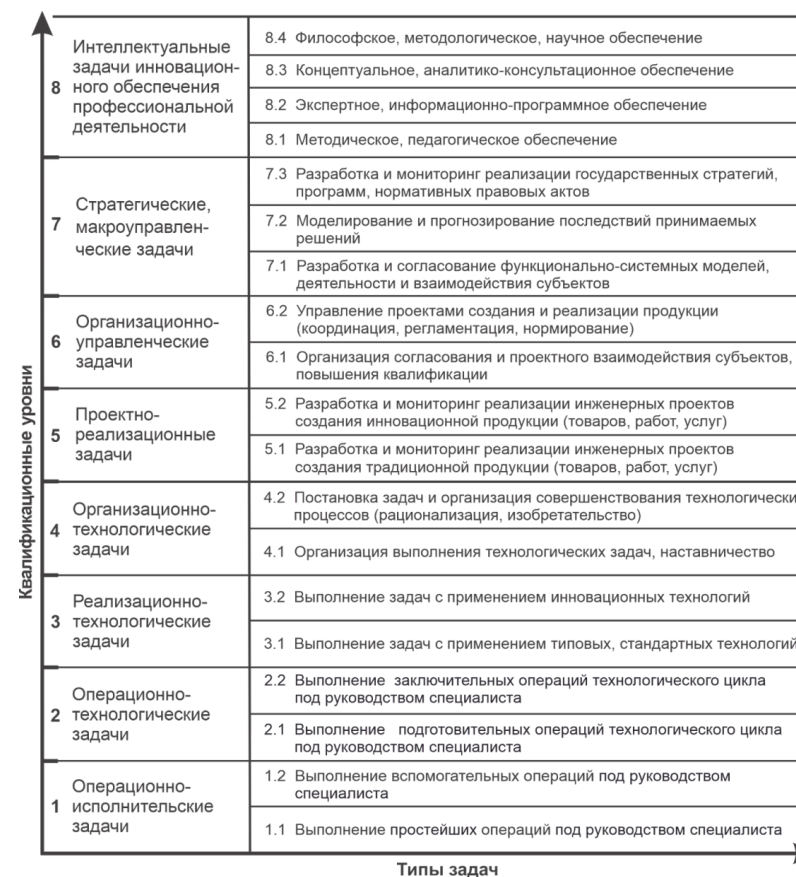 8 Интеллектуальные
задачи инновацион-
ного обеспечения
профессиональной
деятельности
8.4 Философское, методологическое, научное обеспечение
8.3 Концептуальное, аналитико-консультационное обеспечение
8.2 Экспертное, информационно-программное обеспечение
8.1 Методическое, педагогическое обеспечение
7 Стратегические,
макроуправлен-
ческие задачи
7.3 Разработка и мониторинг реализации государственных стратегий,
программ, нормативных правовых актов
7.2 Моделирование и прогнозирование последствий принимаемых
решений
7.1 Разработка и согласование функционально-системных моделей,
деятельности и взаимодействия субъектов
6 Организационно-
управленческие
задачи
6.2 Управление проектами создания и реализации продукции
(координация, регламентация, нормирование)
6.1 Организация согласования и проектного взаимодействия субъектов,
повышения квалификации
5 Проектно-
реализационные
задачи
5.2 Разработка и мониторинг реализации инженерных проектов
создания инновационной продукции (товаров, работ, услуг)
5.1 Разработка и мониторинг реализации инженерных проектов
создания традиционной продукции (товаров, работ, услуг)
4 Организационно-
технологические
задачи
4.2 Постановка задач и организация совершенствования технологически
процессов (рационализация, изобретательство)
4.1 Организация выполнения технологических задач, наставничество
3 Реализационно-
технологические
задачи
3.2 Выполнение задач с применением инновационных технологий
3.1 Выполнение задач с применением типовых, стандартных технологий
2 Операционно-
технологические
задачи
2.2 Выполнение заключительных операций технологического цикла
под руководством специалиста
2.1 Выполнение подготовительных операций технологического цикла
под руководством специалиста
1 Операционно-
исполнительские
задачи
1.2 Выполнение вспомогательных операций под руководством
специалиста
1.1 Выполнение простейших операций под руководством специалиста
Квалификационные уровни
Типы задач